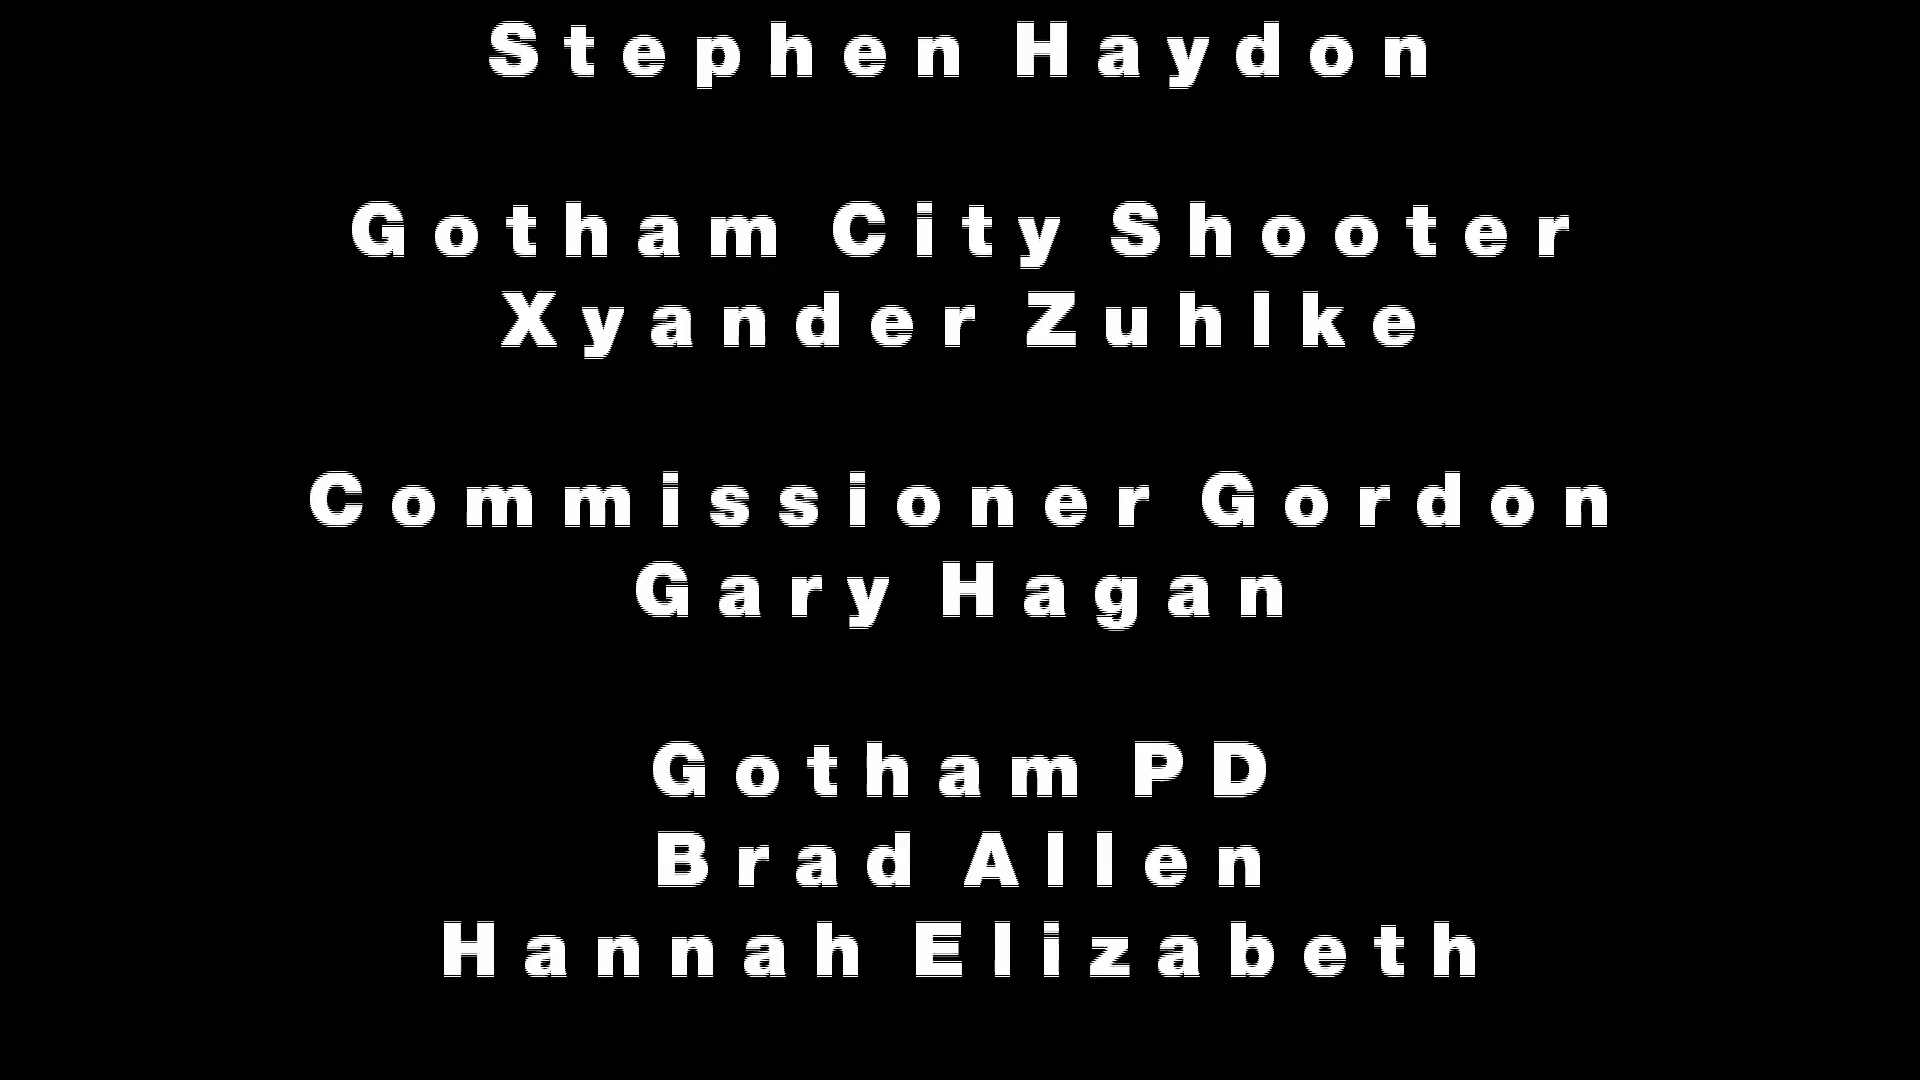 Stephen Haydon
Gotham City Shooter
Xyander Zuhlke
Commissioner Gordon
Gary Hagan
Gotham PD
Brad Allen
Hannah Elizabeth